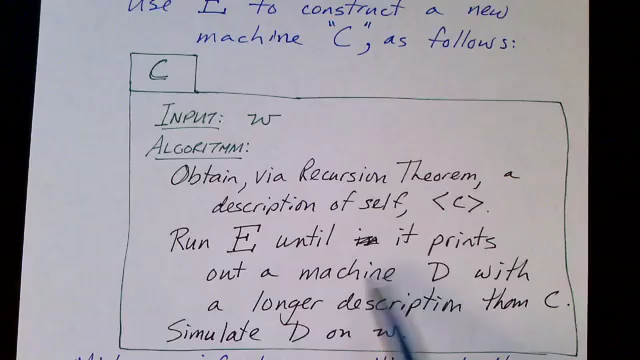 Use E to construct a new
machine "C", as follows:
C
INPUT: w
ALGORITHM:
Obtain, via Recursion Theorem, a
description of self, <C>.
Run E until it prints
out a machine D with
a longer description than C.
Simulate D on w